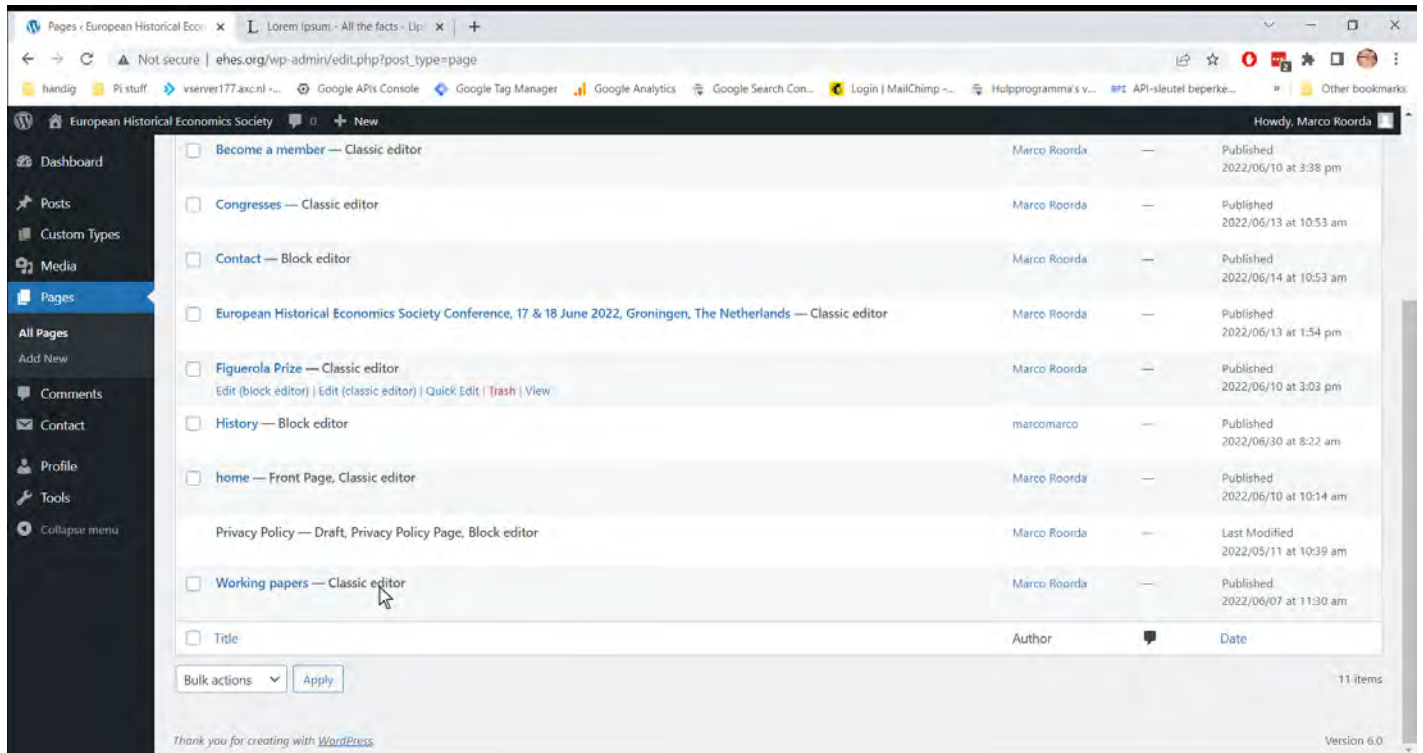 Pages ‹ European Historical Econ
Lorem Ipsum - All the facts - Lip
Not secure | ehes.org/wp-admin/edit.php?post_type=page
handig Pi stuff vserver177.axc.nl -... Google APIs Console Google Tag Manager Google Analytics Google Search Con... Login | MailChimp -... Hulpprogramma's v... API API-sleutel beperke... » Other bookmarks
European Historical Economics Society 0 + New Howdy, Marco Roorda
Dashboard
Posts
Custom Types
Media
Pages
All Pages
Add New
Comments
Contact
Profile
Tools
Collapse menu
Become a member — Classic editor Marco Roorda — Published
2022/06/10 at 3:38 pm
Congresses — Classic editor Marco Roorda — Published
2022/06/13 at 10:53 am
Contact — Block editor Marco Roorda — Published
2022/06/14 at 10:53 am
European Historical Economics Society Conference, 17 & 18 June 2022, Groningen, The Netherlands — Classic editor Marco Roorda — Published
2022/06/13 at 1:54 pm
Figuerola Prize — Classic editor Marco Roorda — Published
Edit (block editor) | Edit (classic editor) | Quick Edit | Trash | View 2022/06/10 at 3:03 pm
History — Block editor marcomarco — Published
2022/06/30 at 8:22 am
home — Front Page, Classic editor Marco Roorda — Published
2022/06/10 at 10:14 am
Privacy Policy — Draft, Privacy Policy Page, Block editor Marco Roorda — Last Modified
2022/05/11 at 10:39 am
Working papers — Classic editor Marco Roorda — Published
2022/06/07 at 11:30 am
Title Author Date
Bulk actions Apply 11 items
Thank you for creating with WordPress Version 6.0